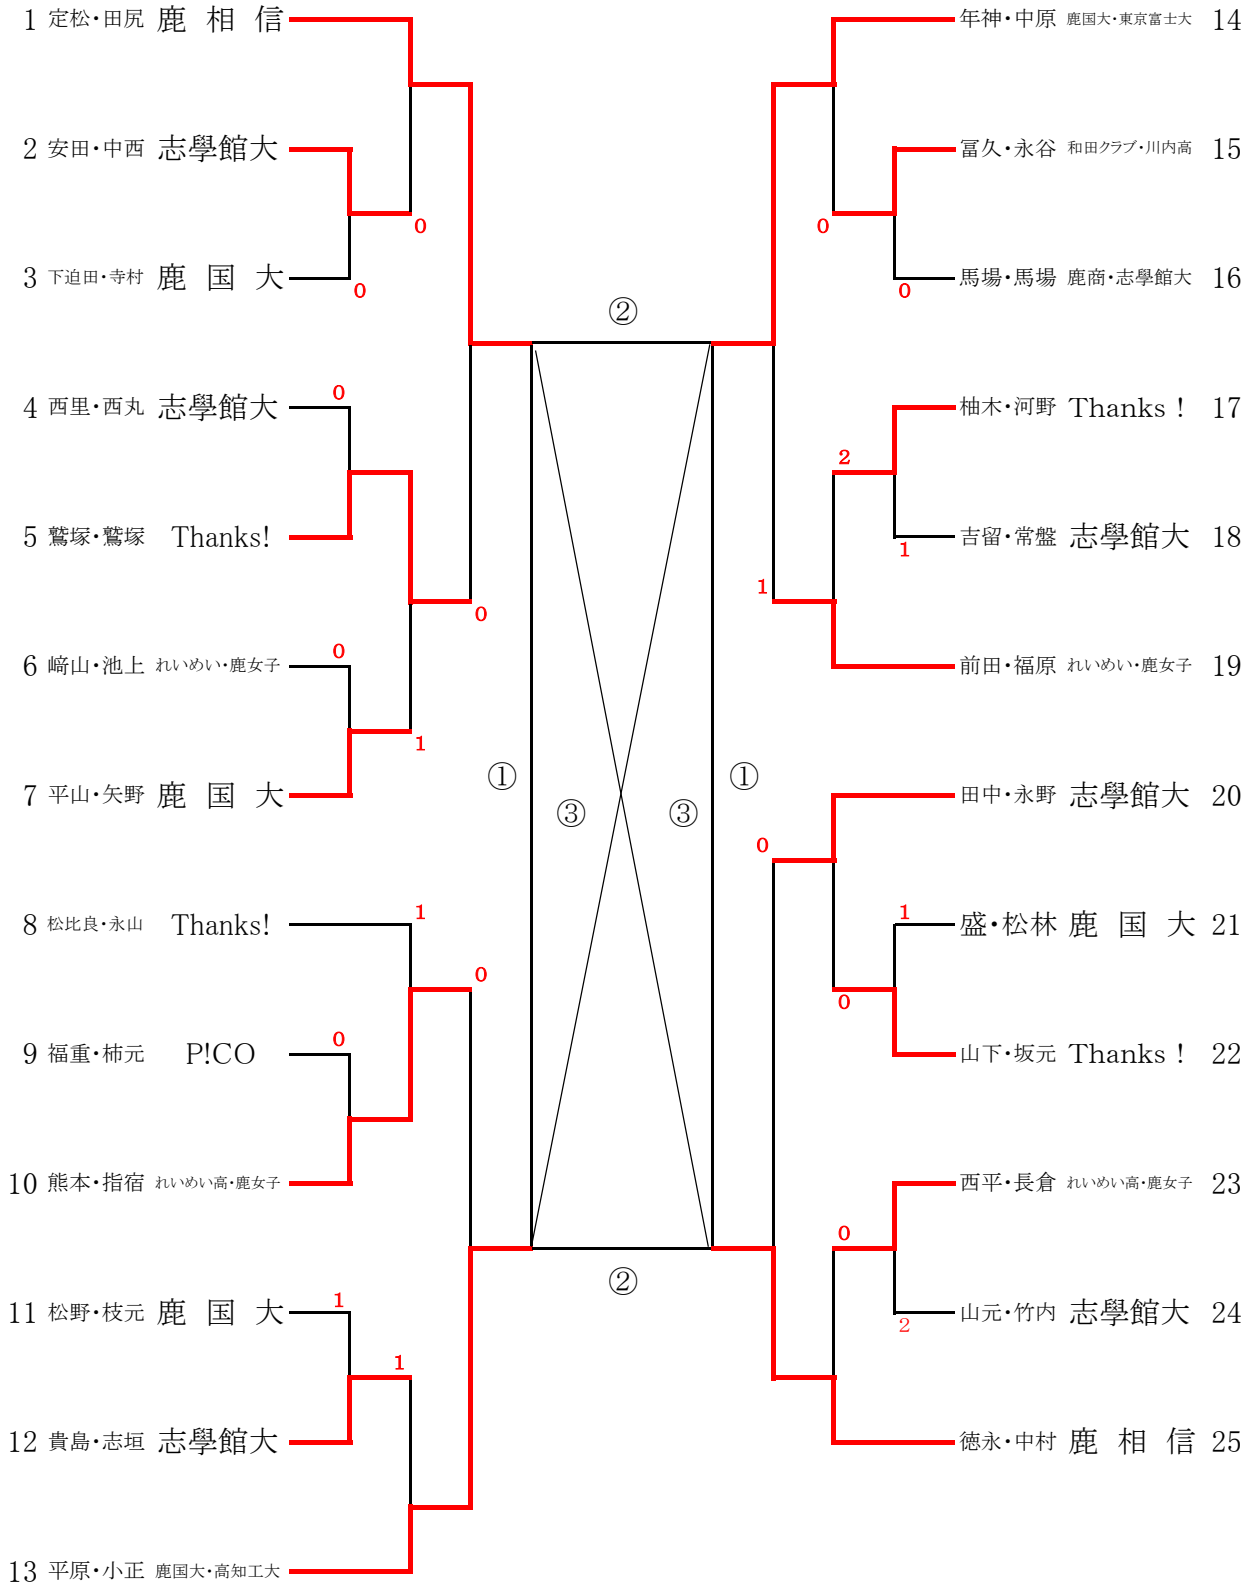 1 定松・田尻 鹿 相 信
0
2 安田・中西 志學館大
0
3 下迫田・寺村 鹿 国 大
0
4 西里・西丸 志學館大
5 鷲塚・鷲塚 Thanks!
0
0
6 﨑山・池上 れいめい・鹿女子
1
7 平山・矢野 鹿 国 大
1
8 松比良・永山 Thanks!
0
0
9 福重・柿元 P!CO
10 熊本・指宿 れいめい高・鹿女子
1
11 松野・枝元 鹿 国 大
1
12 貴島・志垣 志學館大
13 平原・小正 鹿国大・高知工大
②
① ①
③ ③
②
年神・中原 鹿国大・東京富士大 14
冨久・永谷 和田クラブ・川内高 15
0
馬場・馬場 鹿商・志學館大 16
0
柚木・河野 Thanks ! 17
2
吉留・常盤 志學館大 18
1
1
前田・福原 れいめい・鹿女子 19
田中・永野 志學館大 20
0
1
盛・松林 鹿 国 大 21
0
山下・坂元 Thanks ! 22
西平・長倉 れいめい高・鹿女子 23
0
山元・竹内 志學館大 24
2
徳永・中村 鹿 相 信 25